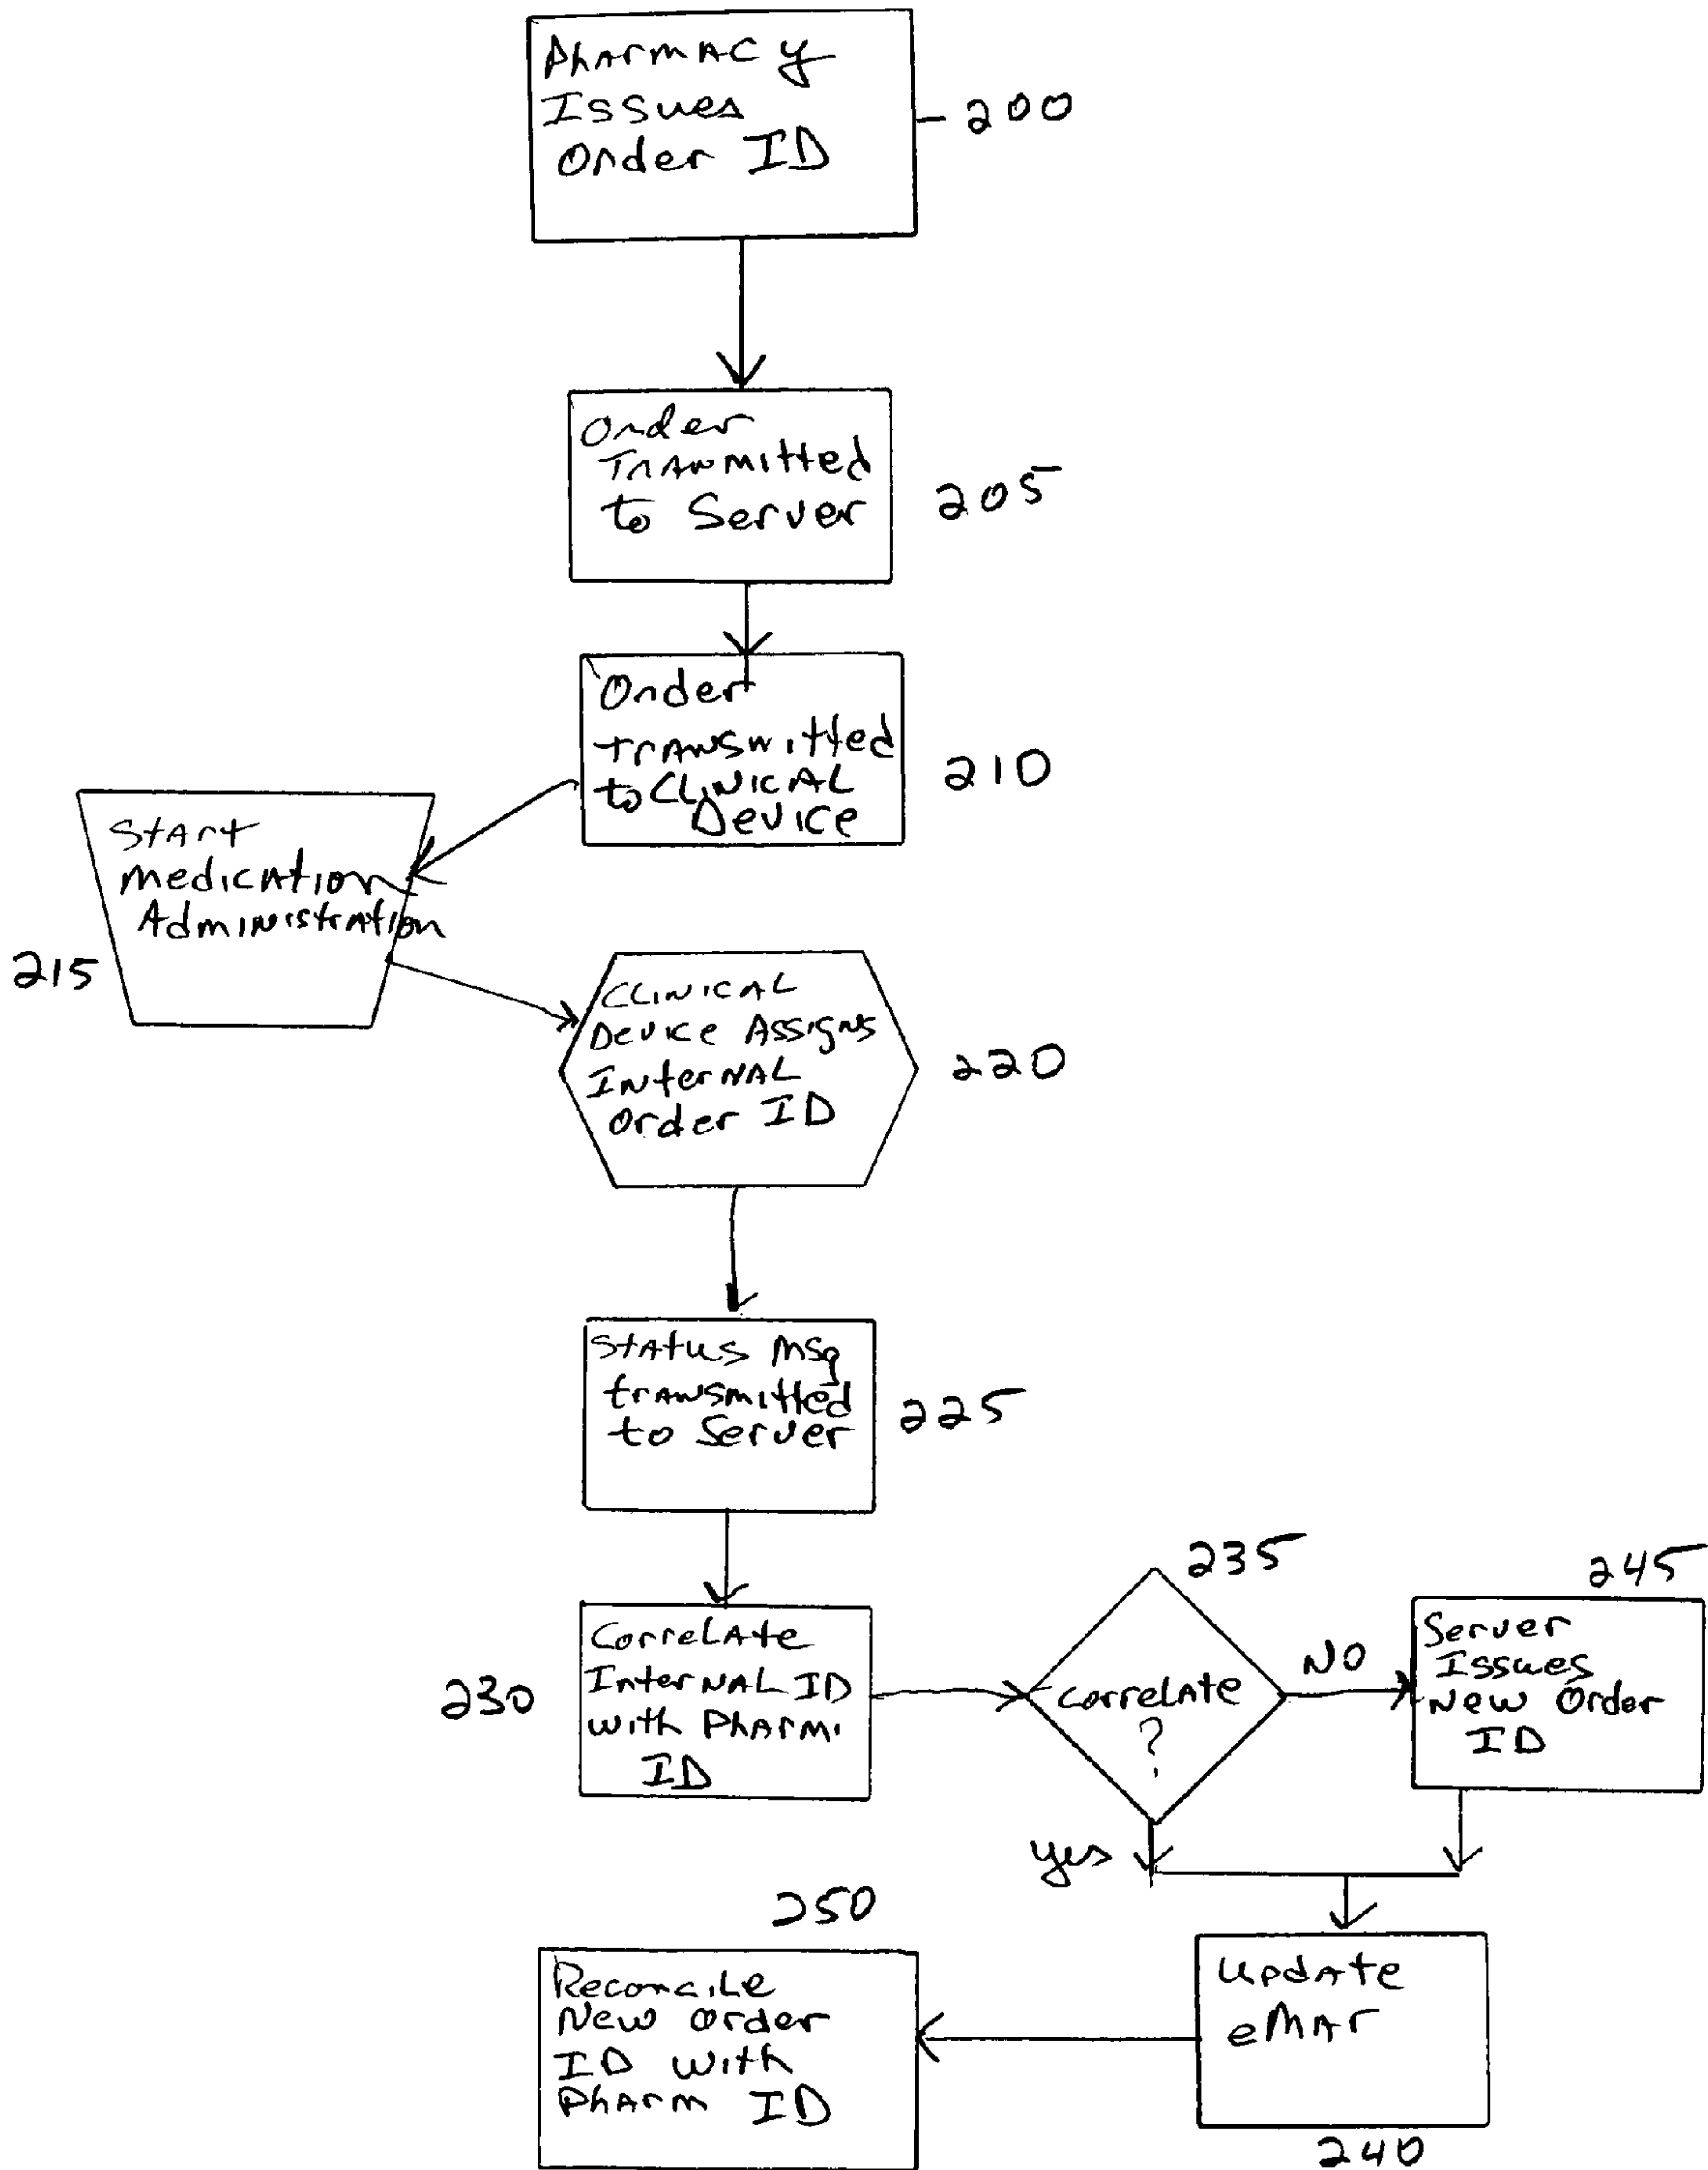 Pharmacy
Issues
Order ID
200
Order
Transmitted
to Server
205
Order
transmitted
to Clinical
Device
210
Start
medication
Administration
215
Clinical
Device Assigns
Internal
Order ID
220
Status Msg
transmitted
to Server
225
Correlate
Internal ID
with Pharm.
ID
230
235
correlate
?
NO
yes
245
Server
Issues
New Order
ID
250
Reconcile
New Order
ID with
Pharm ID
Update
eMAr
240